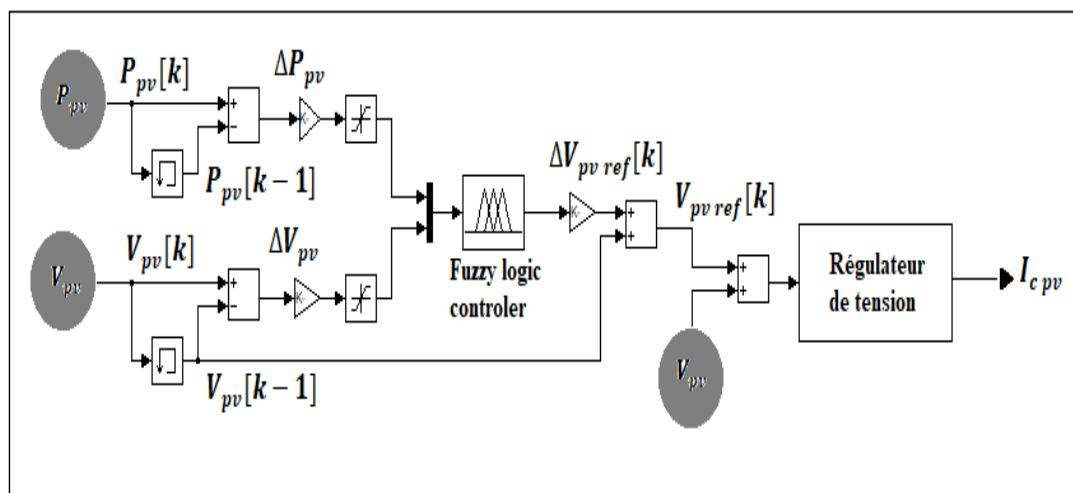 P_pv
P_pv[k]
+
−
ΔP_pv
K-
P_pv[k − 1]
V_pv
V_pv[k]
+
−
ΔV_pv
K-
V_pv[k − 1]
Fuzzy logic
controler
ΔV_pv ref[k]
K-
+
+
V_pv ref[k]
+
+
V_pv
Régulateur
de tension
I_c pv